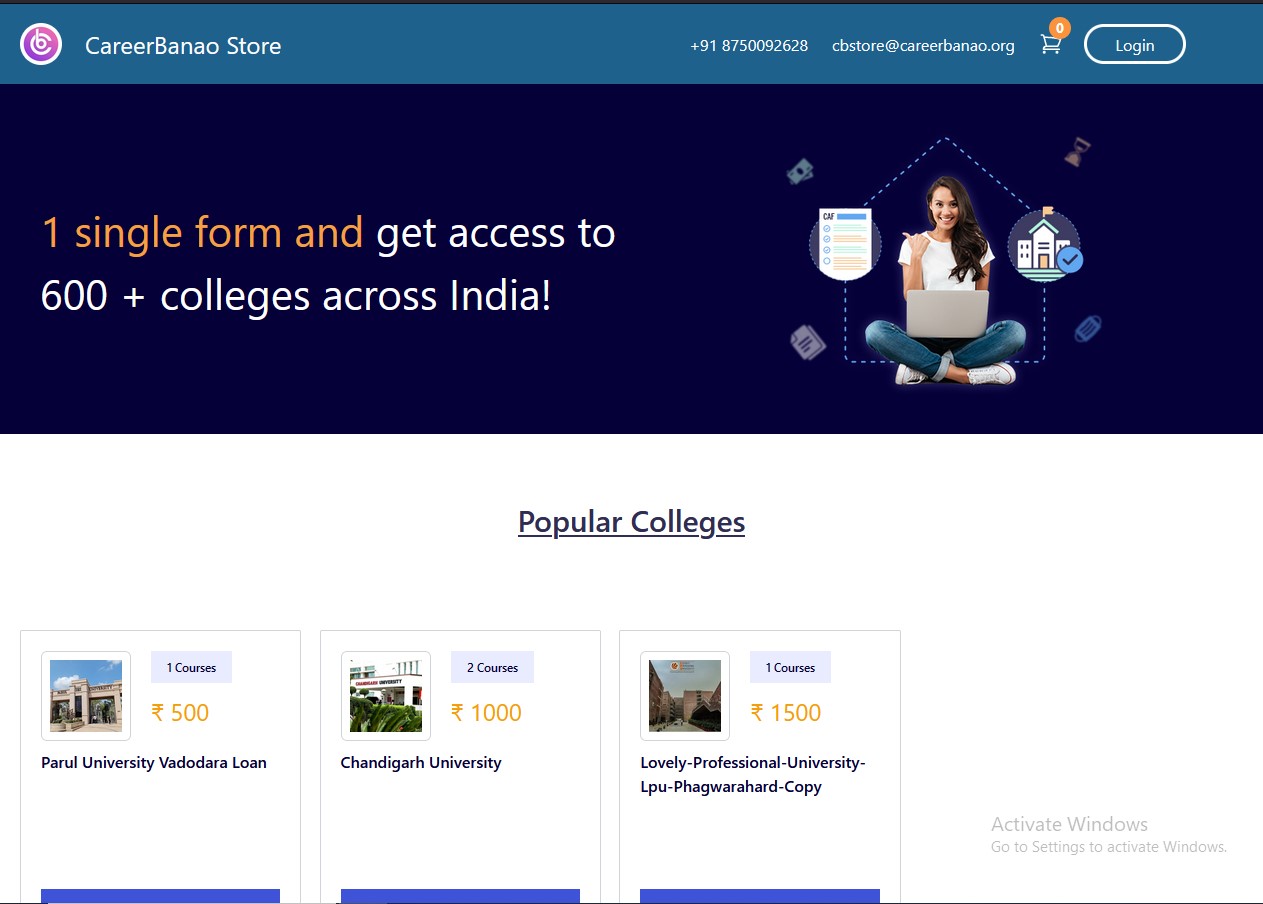 CareerBanao Store
+91 8750092628
cbstore@careerbanao.org
0
Login
1 single form and get access to
600 + colleges across India!
CAF
Popular Colleges
1 Courses
₹ 500
Parul University Vadodara Loan
2 Courses
₹ 1000
CHANDIGARH UNIVERSITY
Chandigarh University
1 Courses
₹ 1500
Lovely-Professional-University-
Lpu-Phagwarahard-Copy
Activate Windows
Go to Settings to activate Windows.